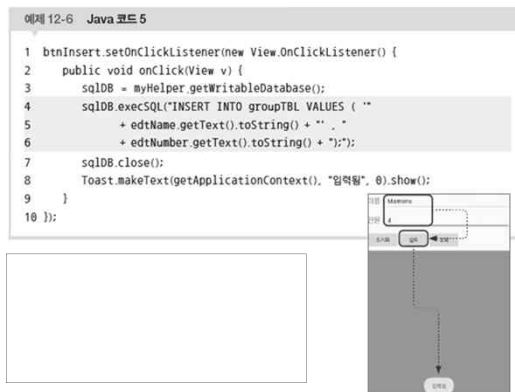 예제 12-6 Java 코드 5
1 btnInsert.setOnClickListener(new View.OnClickListener() {
2 public void onClick(View v) {
3 sqlDB = myHelper.getWritableDatabase();
4 sqlDB.execSQL("INSERT INTO groupTBL VALUES ( '"
5 + edtName.getText().toString() + "' , "
6 + edtNumber.getText().toString() + ");");
7 sqlDB.close();
8 Toast.makeText(getApplicationContext(), "입력됨", 0).show();
9 }
10 });
이름 Mamamu
인원 4
초기화 입력 조회
입력됨